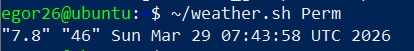 egor26@ubuntu:~$ ~/weather.sh Perm
"7.8" "46" Sun Mar 29 07:43:58 UTC 2026